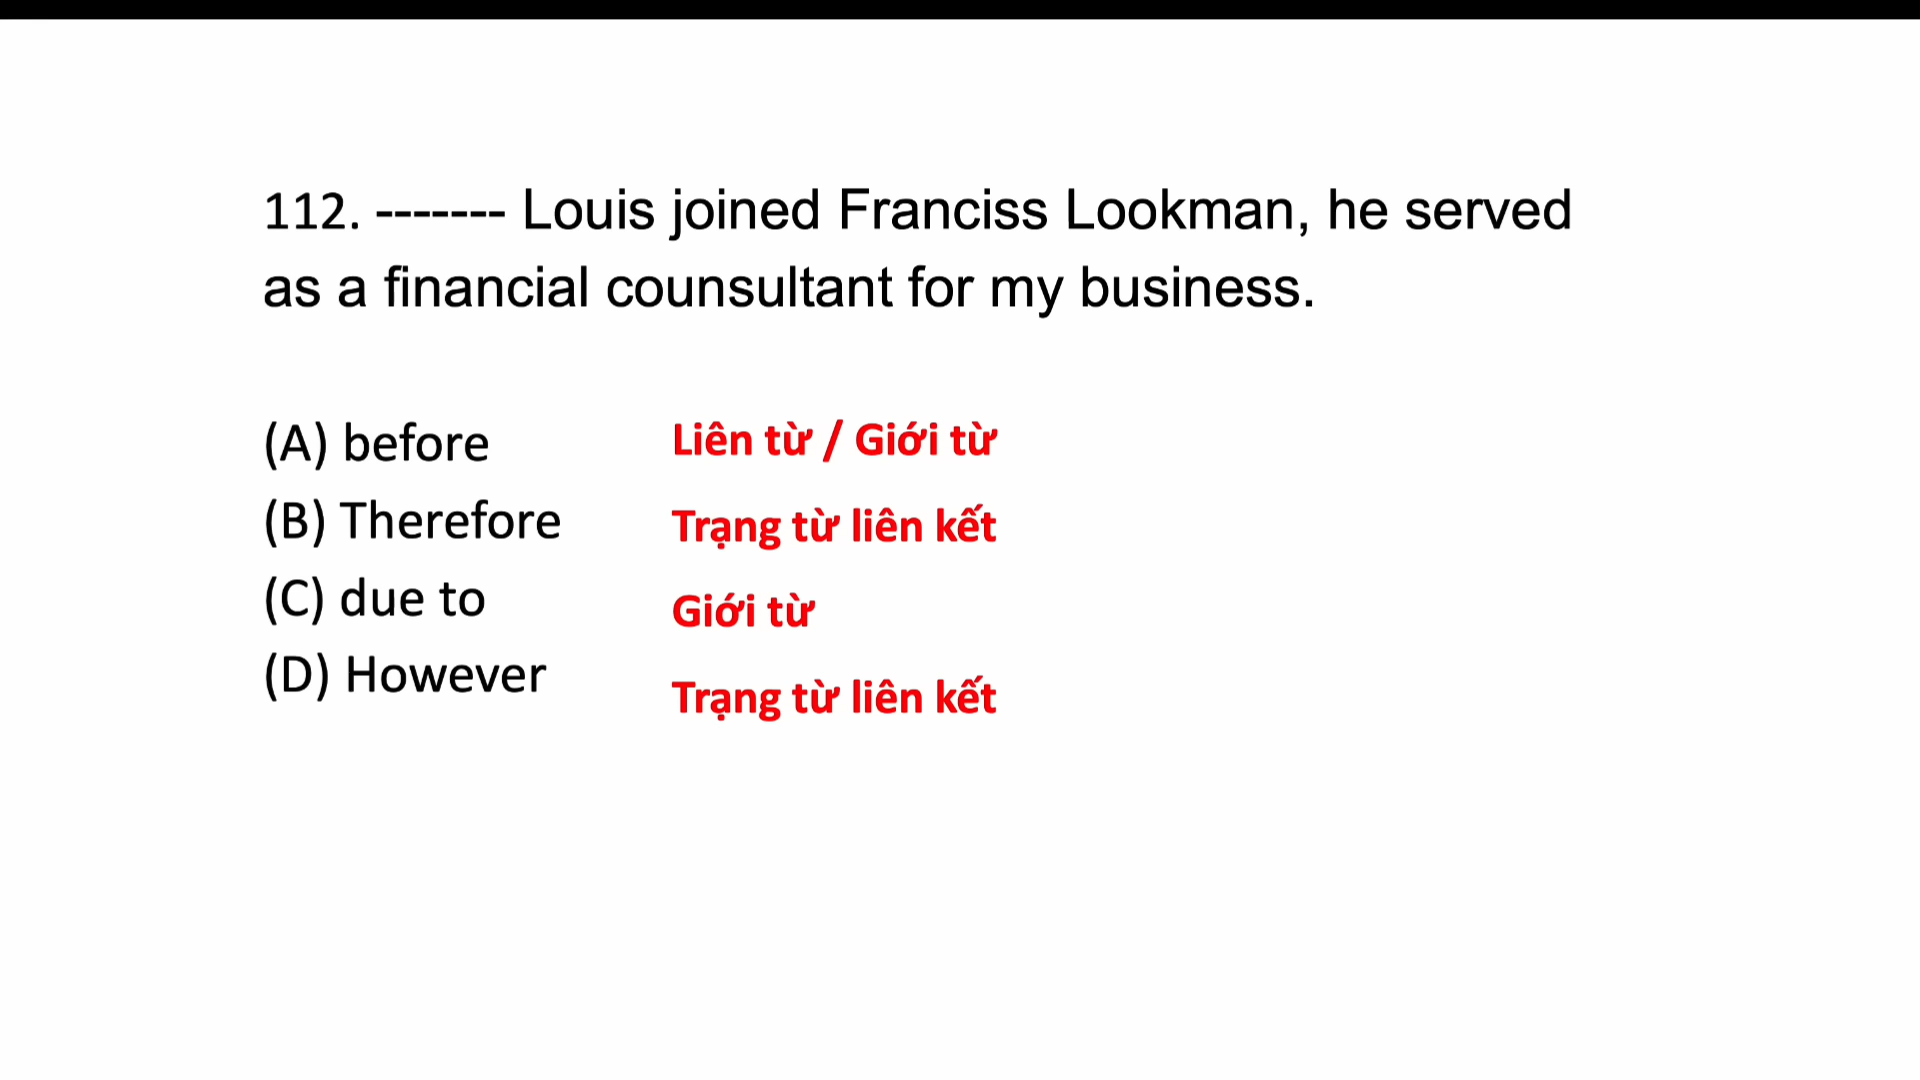 112. ------- Louis joined Franciss Lookman, he served
as a financial counsultant for my business.
(A) before Liên từ / Giới từ
(B) Therefore Trạng từ liên kết
(C) due to Giới từ
(D) However Trạng từ liên kết